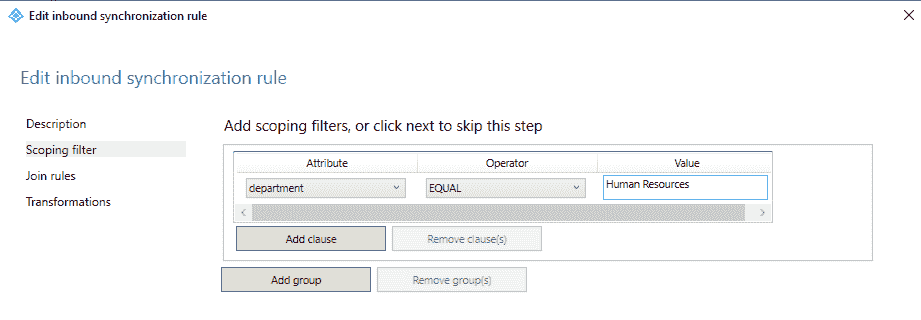 Edit inbound synchronization rule
Edit inbound synchronization rule
Description
Scoping filter
Join rules
Transformations
Add scoping filters, or click next to skip this step
Attribute Operator Value
department EQUAL Human Resources
Add clause Remove clause(s)
Add group Remove group(s)